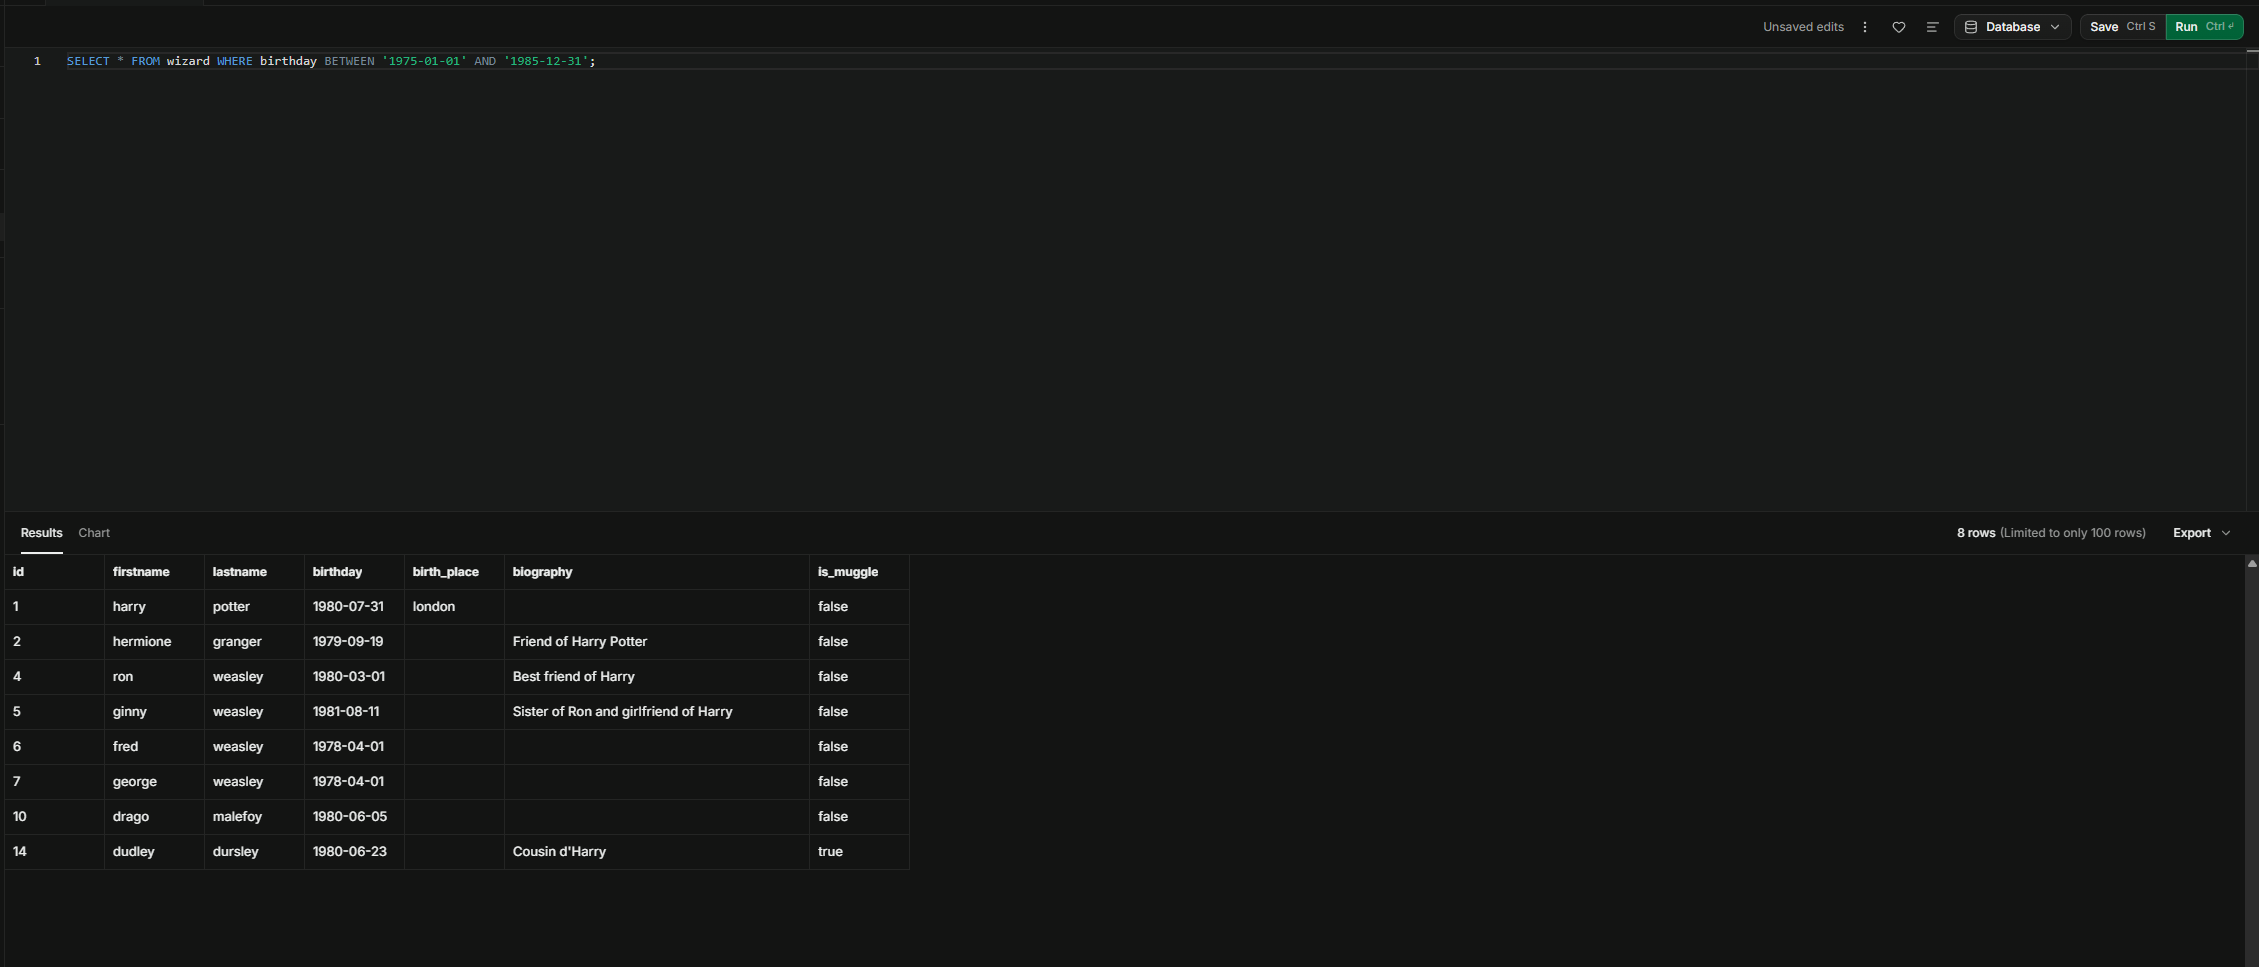 Unsaved edits Database Save Ctrl S Run Ctrl ↵
1 SELECT * FROM wizard WHERE birthday BETWEEN '1975-01-01' AND '1985-12-31';
Results Chart 8 rows (Limited to only 100 rows) Export
id firstname lastname birthday birth_place biography is_muggle
1 harry potter 1980-07-31 london false
2 hermione granger 1979-09-19 Friend of Harry Potter false
4 ron weasley 1980-03-01 Best friend of Harry false
5 ginny weasley 1981-08-11 Sister of Ron and girlfriend of Harry false
6 fred weasley 1978-04-01 false
7 george weasley 1978-04-01 false
10 drago malefoy 1980-06-05 false
14 dudley dursley 1980-06-23 Cousin d'Harry true